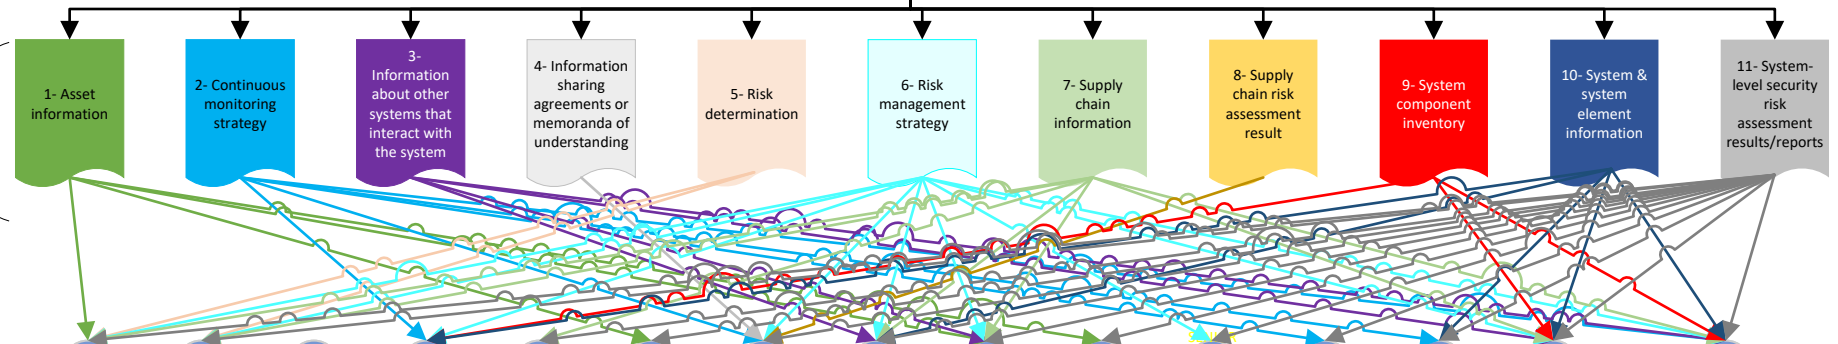 1- Asset
information
2- Continuous
monitoring
strategy
3-
Information
about other
systems that
interact with
the system
4- Information
sharing
agreements or
memoranda of
understanding
5- Risk
determination
6- Risk
management
strategy
7- Supply
chain
information
8- Supply
chain risk
assessment
result
9- System
component
inventory
10- System &
system
element
information
11- System-
level security
risk
assessment
results/reports